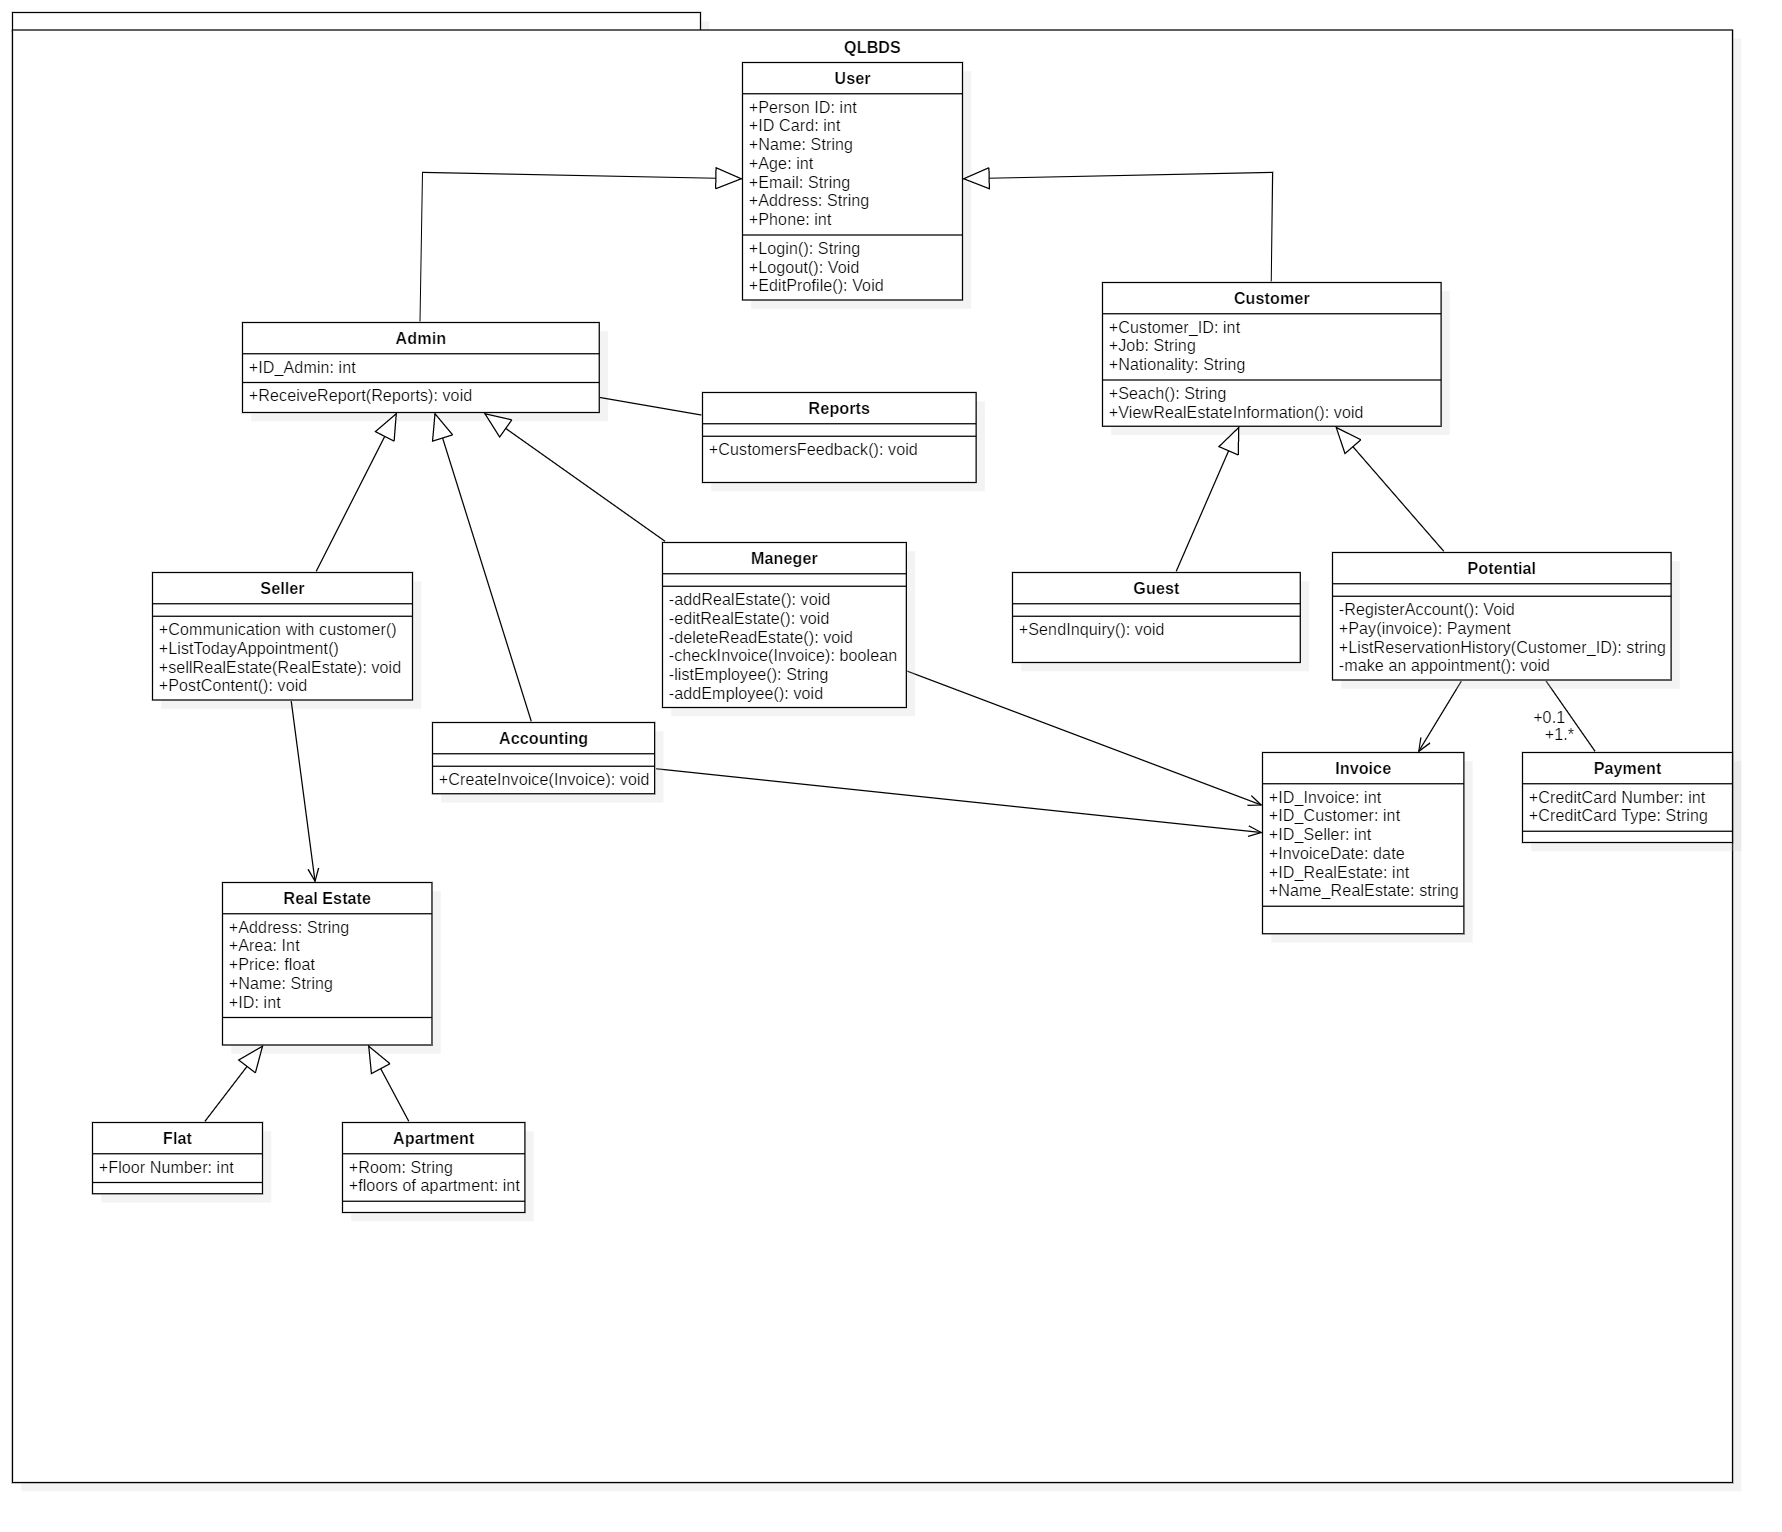 QLBDS
User
+Person ID: int
+ID Card: int
+Name: String
+Age: int
+Email: String
+Address: String
+Phone: int
+Login(): String
+Logout(): Void
+EditProfile(): Void
Admin
+ID_Admin: int
+ReceiveReport(Reports): void
Customer
+Customer_ID: int
+Job: String
+Nationality: String
+Seach(): String
+ViewRealEstateInformation(): void
Reports
+CustomersFeedback(): void
Seller
+Communication with customer()
+ListTodayAppointment()
+sellRealEstate(RealEstate): void
+PostContent(): void
Maneger
-addRealEstate(): void
-editRealEstate(): void
-deleteReadEstate(): void
-checkInvoice(Invoice): boolean
-listEmployee(): String
-addEmployee(): void
Guest
+SendInquiry(): void
Potential
-RegisterAccount(): Void
+Pay(invoice): Payment
+ListReservationHistory(Customer_ID): string
-make an appointment(): void
+0.1
+1.*
Accounting
+CreateInvoice(Invoice): void
Invoice
+ID_Invoice: int
+ID_Customer: int
+ID_Seller: int
+InvoiceDate: date
+ID_RealEstate: int
+Name_RealEstate: string
Payment
+CreditCard Number: int
+CreditCard Type: String
Real Estate
+Address: String
+Area: Int
+Price: float
+Name: String
+ID: int
Flat
+Floor Number: int
Apartment
+Room: String
+floors of apartment: int